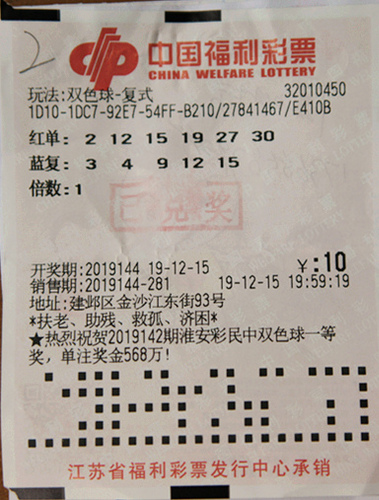 2
中国福利彩票
CHINA WELFARE LOTTERY
玩法:双色球-复式 32010450
1D10-1DC7-92E7-54FF-B210/27841467/E410B
红单: 2 12 15 19 27 30
蓝复: 3 4 9 12 15
倍数:1
已兑奖
开奖期:2019144 19-12-15 ¥:10
销售期:2019144-281 19-12-15 19:59:19
地址:建邺区金沙江东街93号
*扶老、助残、救孤、济困*
★热烈祝贺2019142期淮安彩民中双色球一等
奖，单注奖金568万!
江苏省福利彩票发行中心承销